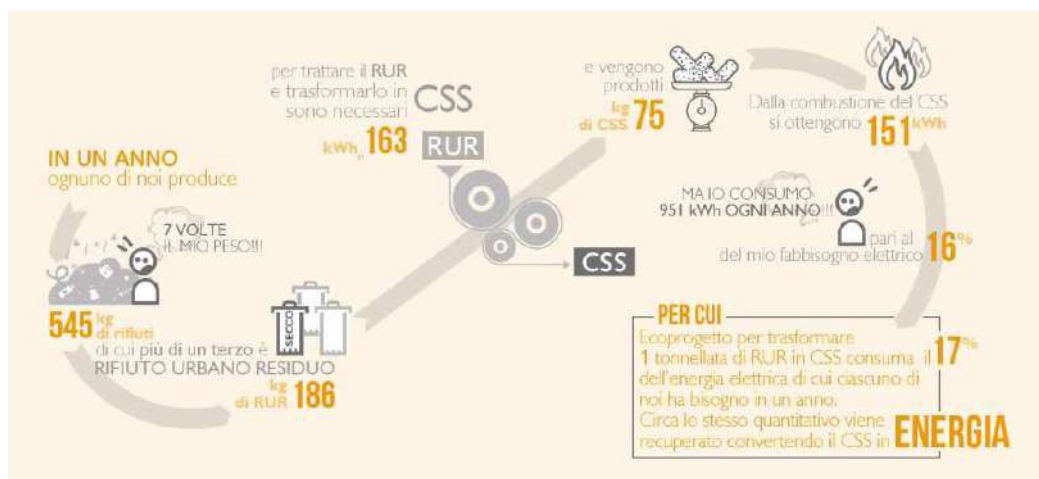 IN UN ANNO
ognuno di noi produce
7 VOLTE
IL MIO PESO!!!
545 kg
di rifiuti
di cui più di un terzo è
RIFIUTO URBANO RESIDUO
kg
di RUR 186
SECCO
per trattare il RUR
e trasformarlo in CSS
sono necessari
kWh 163
RUR
CSS
e vengono
prodotti
kg
di CSS 75
Dalla combustione del CSS
si ottengono 151 kWh
MA IO CONSUMO
951 kWh OGNI ANNO!!!
pari al 16%
del mio fabbisogno elettrico
PER CUI
Ecoprogetto per trasformare
1 tonnellata di RUR in CSS consuma il 17%
dell'energia elettrica di cui ciascuno di
noi ha bisogno in un anno.
Circa lo stesso quantitativo viene
recuperato convertendo il CSS in ENERGIA